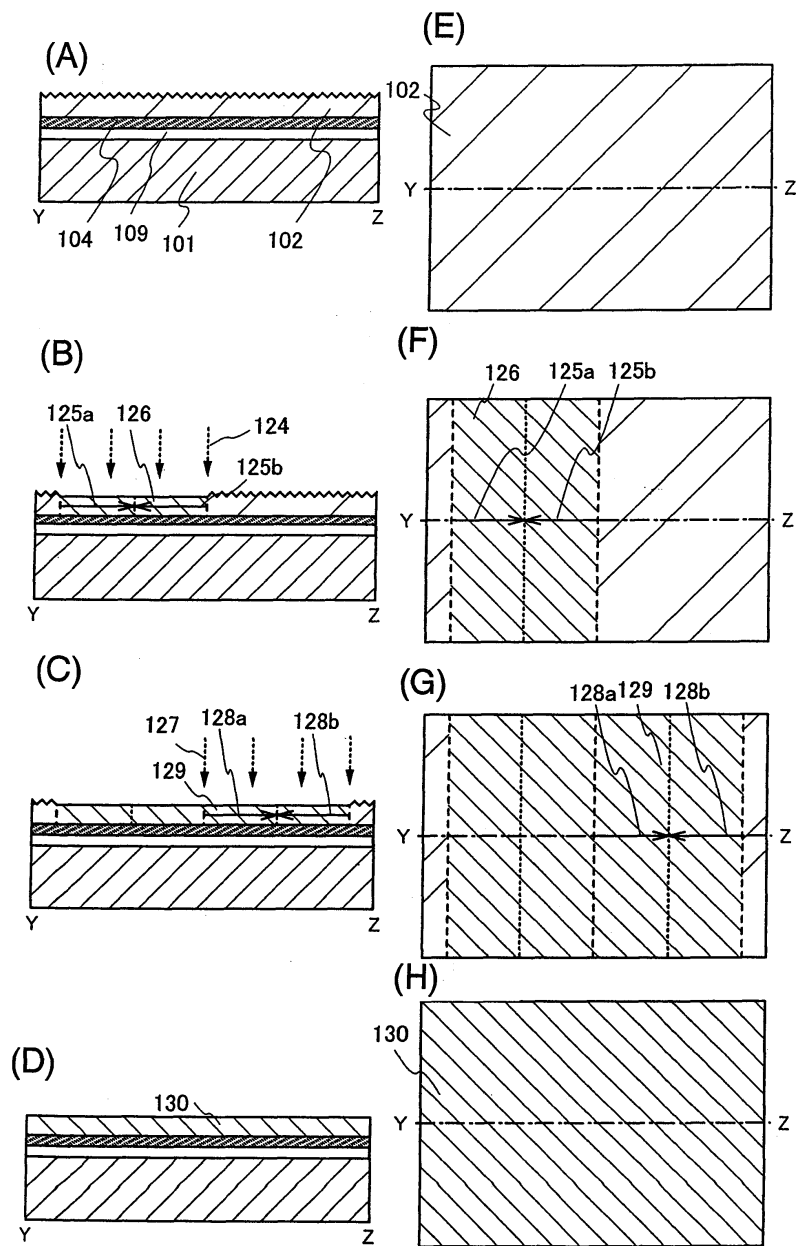 (A)
Y Z
104 109 101 102
(E)
102
Y Z
(B)
125a 126
124
125b
Y Z
(F)
126 125a 125b
Y Z
(C)
127 128a 128b
129
Y Z
(G)
128a 129 128b
Y Z
(D)
130
Y Z
(H)
130
Y Z